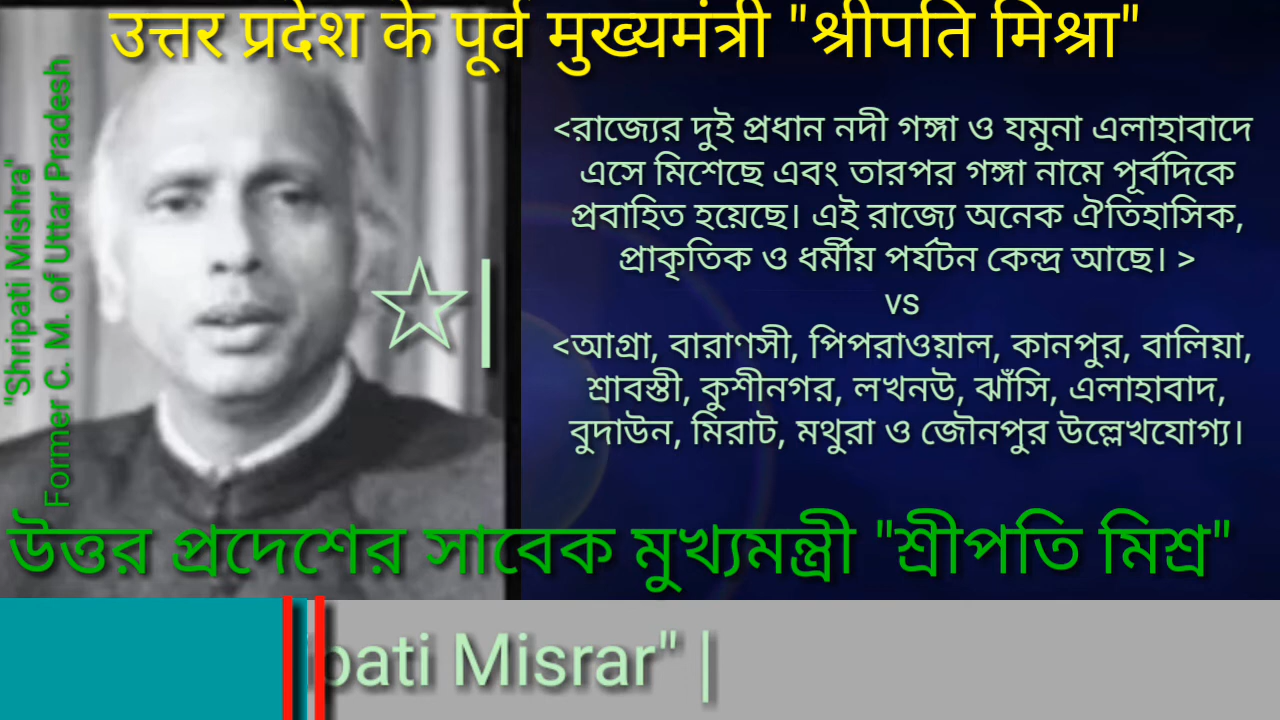 उत्तर प्रदेश के पूर्व मुख्यमंत्री "श्रीपति मिश्रा"
"Shripati Mishra"
Former C. M. of Uttar Pradesh
<রাজ্যের দুই প্রধান নদী গঙ্গা ও যমুনা এলাহাবাদে
এসে মিশেছে এবং তারপর গঙ্গা নামে পূর্বদিকে
প্রবাহিত হয়েছে। এই রাজ্যে অনেক ঐতিহাসিক,
প্রাকৃতিক ও ধর্মীয় পর্যটন কেন্দ্র আছে। >
vs
<আগ্রা, বারাণসী, পিপরাওয়াল, কানপুর, বালিয়া,
শ্রাবস্তী, কুশীনগর, লখনউ, ঝাঁসি, এলাহাবাদ,
বুদাউন, মিরাট, মথুরা ও জৌনপুর উল্লেখযোগ্য।
☆|
উত্তর প্রদেশের সাবেক মুখ্যমন্ত্রী "শ্রীপতি মিশ্র"
pati Misrar" |